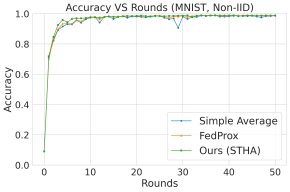 Accuracy VS Rounds (MNIST, Non-IID)
1.0
0.8
0.6
0.4
0.2
0.0
Accuracy
Simple Average
FedProx
Ours (STHA)
0 10 20 30 40 50
Rounds